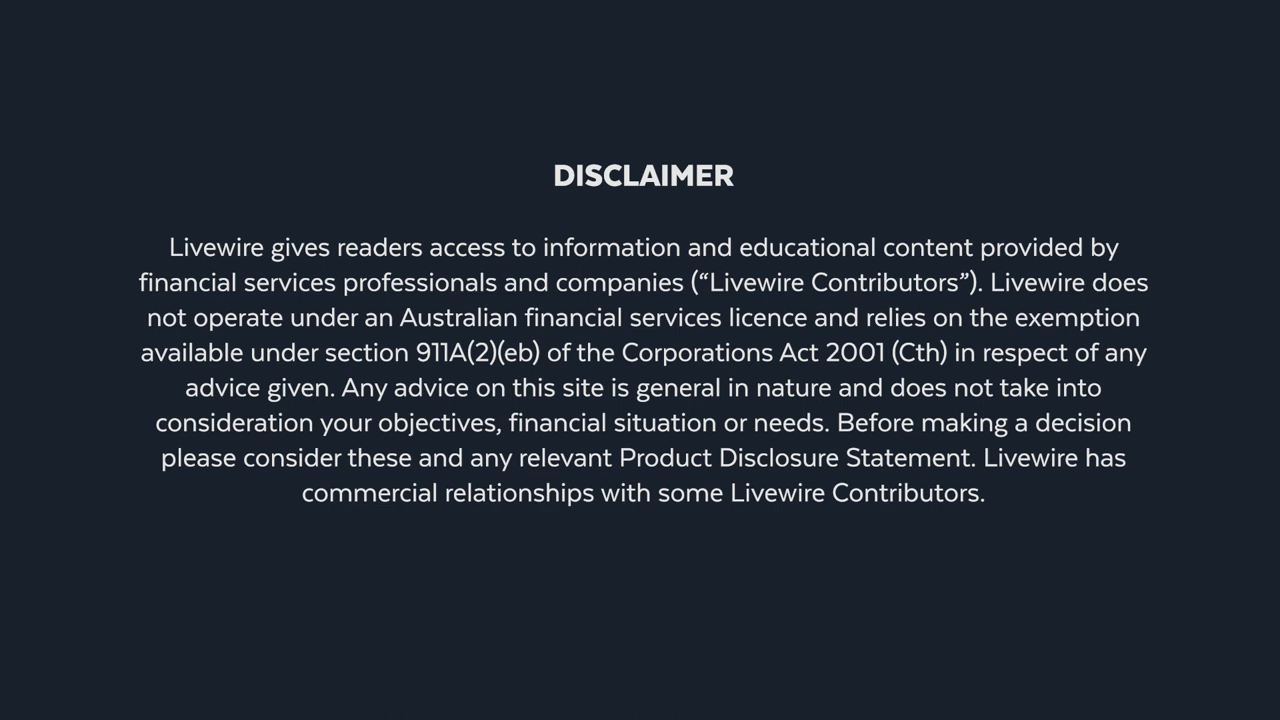 DISCLAIMER
Livewire gives readers access to information and educational content provided by
financial services professionals and companies (“Livewire Contributors”). Livewire does
not operate under an Australian financial services licence and relies on the exemption
available under section 911A(2)(eb) of the Corporations Act 2001 (Cth) in respect of any
advice given. Any advice on this site is general in nature and does not take into
consideration your objectives, financial situation or needs. Before making a decision
please consider these and any relevant Product Disclosure Statement. Livewire has
commercial relationships with some Livewire Contributors.